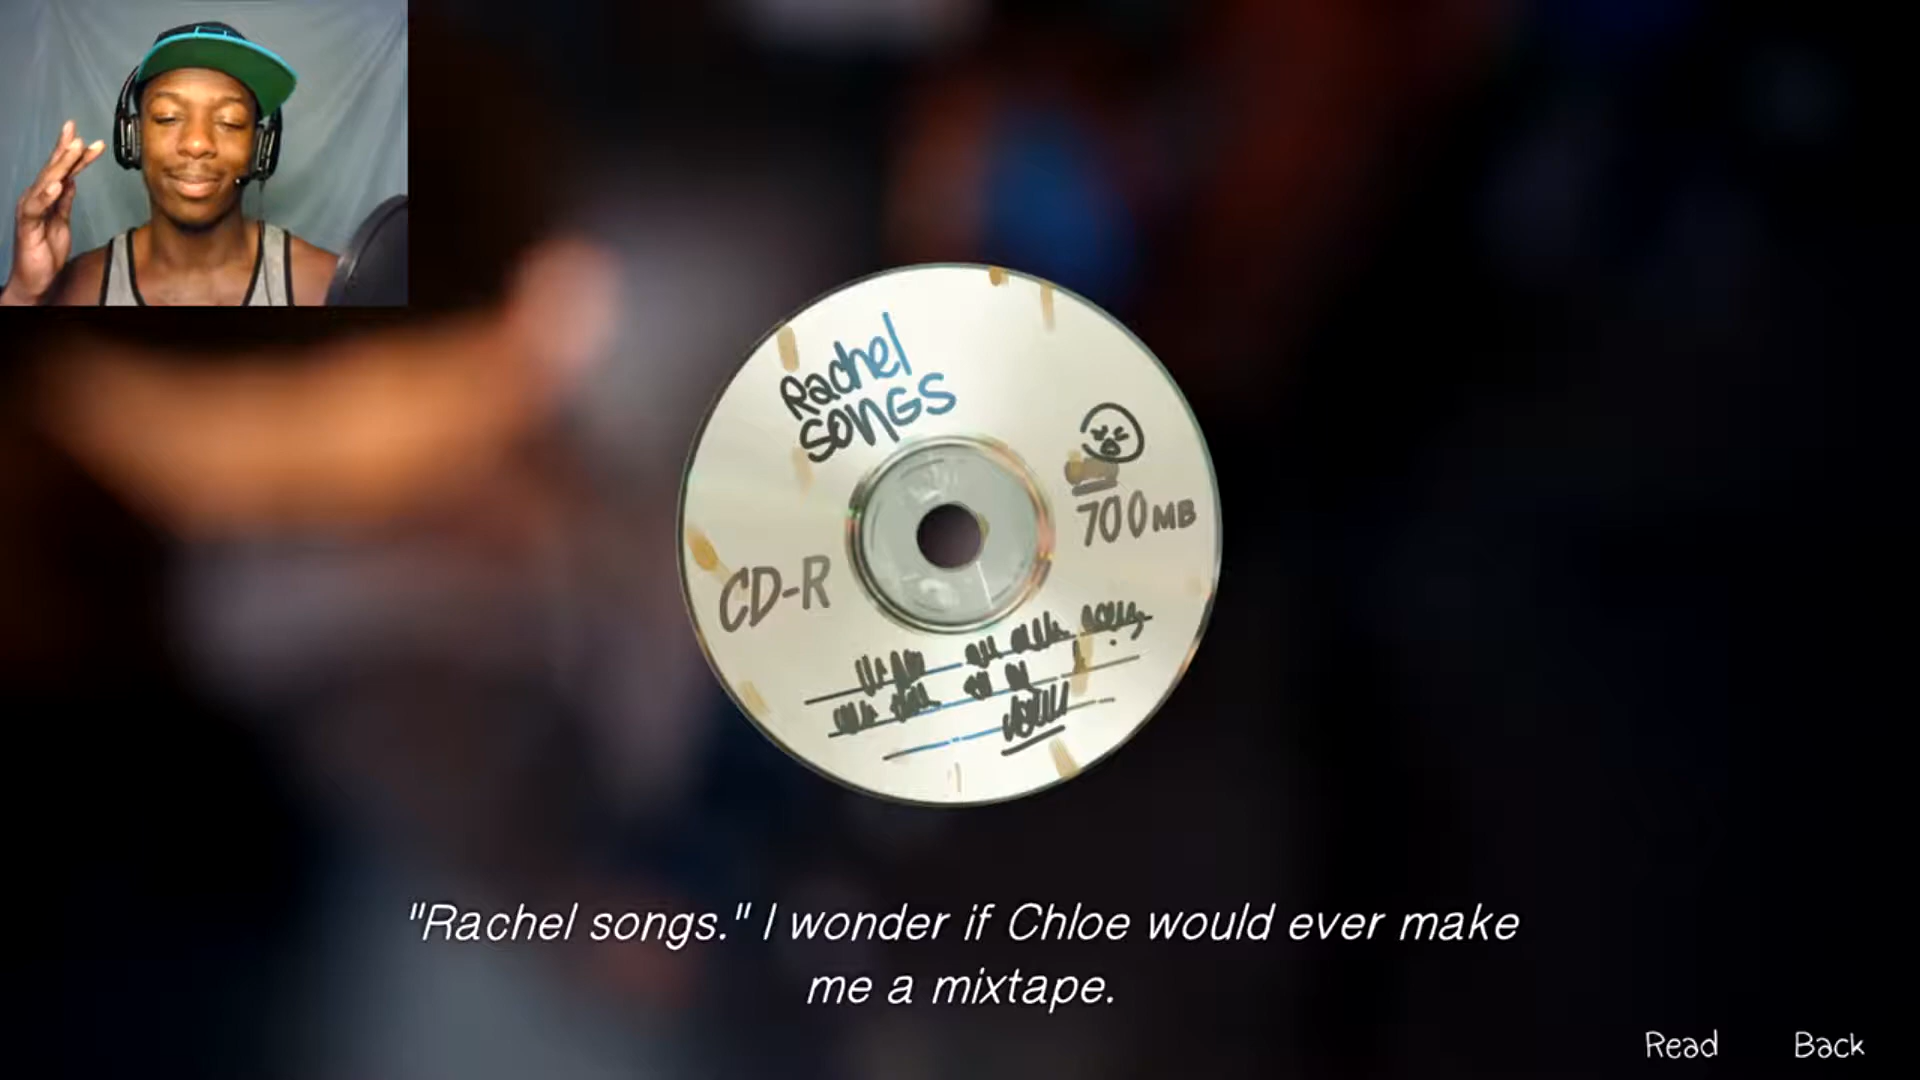 Rachel
SONGS
700MB
CD-R
"Rachel songs." I wonder if Chloe would ever make
me a mixtape.
Read
Back